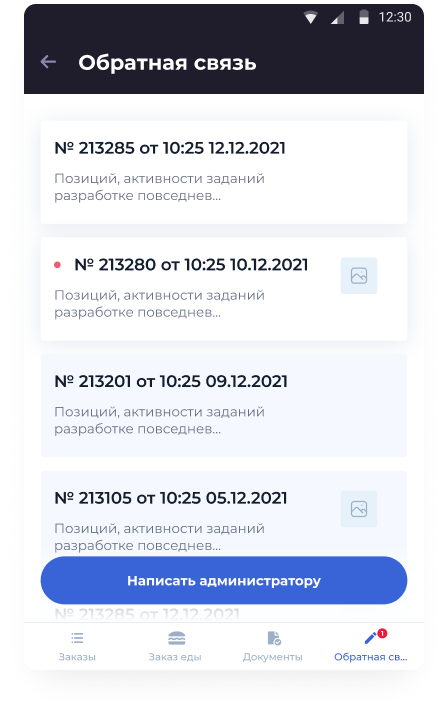 12:30
Обратная связь
№ 213285 от 10:25 12.12.2021
Позиций, активности заданий
разработке повседнев...
№ 213280 от 10:25 10.12.2021
Позиций, активности заданий
разработке повседнев...
№ 213201 от 10:25 09.12.2021
Позиций, активности заданий
разработке повседнев...
№ 213105 от 10:25 05.12.2021
Позиций, активности заданий
разработке повседнев...
Написать администратору
№ 213285 от 12.12.2021
1
Заказы Заказ еды Документы Обратная св...